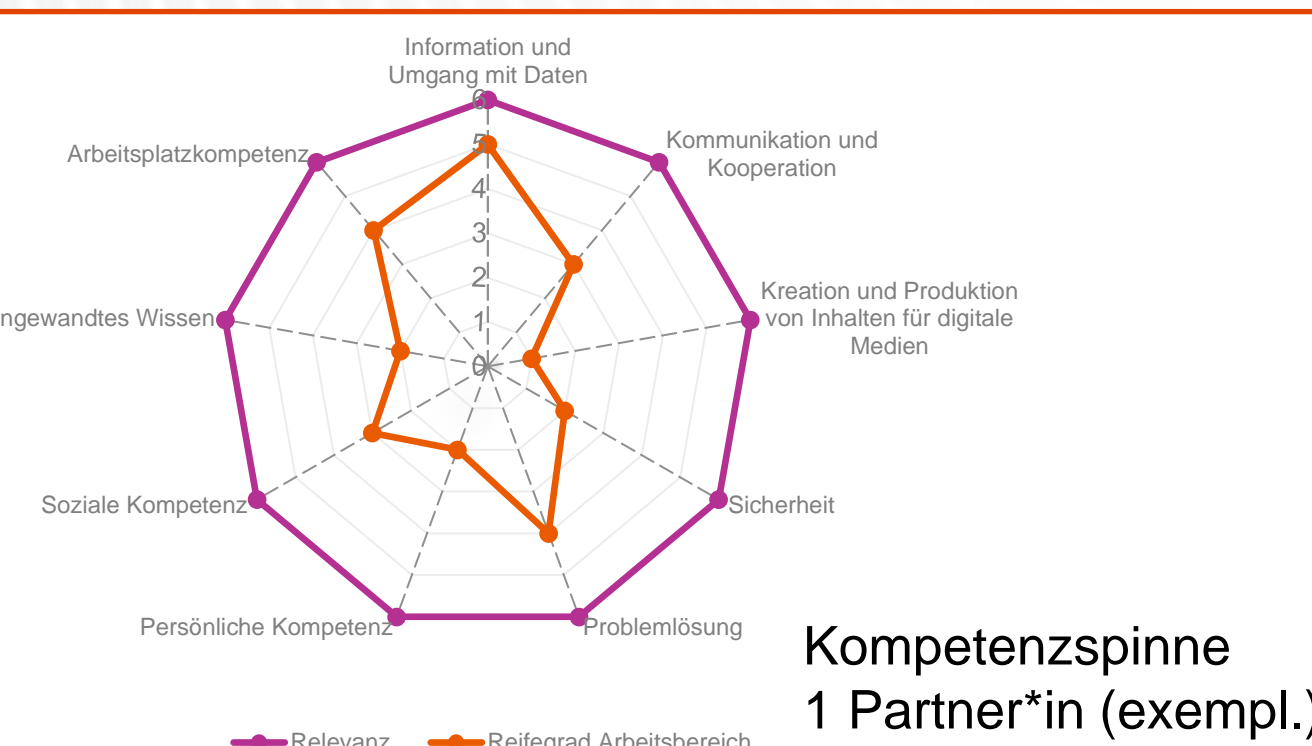 Information und
Umgang mit Daten
6
5
4
3
2
1
0
Kommunikation und
Kooperation
Arbeitsplatzkompetenz
Kreation und Produktion
von Inhalten für digitale
Medien
ngewandtes Wissen
Soziale Kompetenz
Sicherheit
Persönliche Kompetenz
Problemlösung
Kompetenzspinne
1 Partner*in (exempl.)
Relevanz
Reifegrad Arbeitsbereich